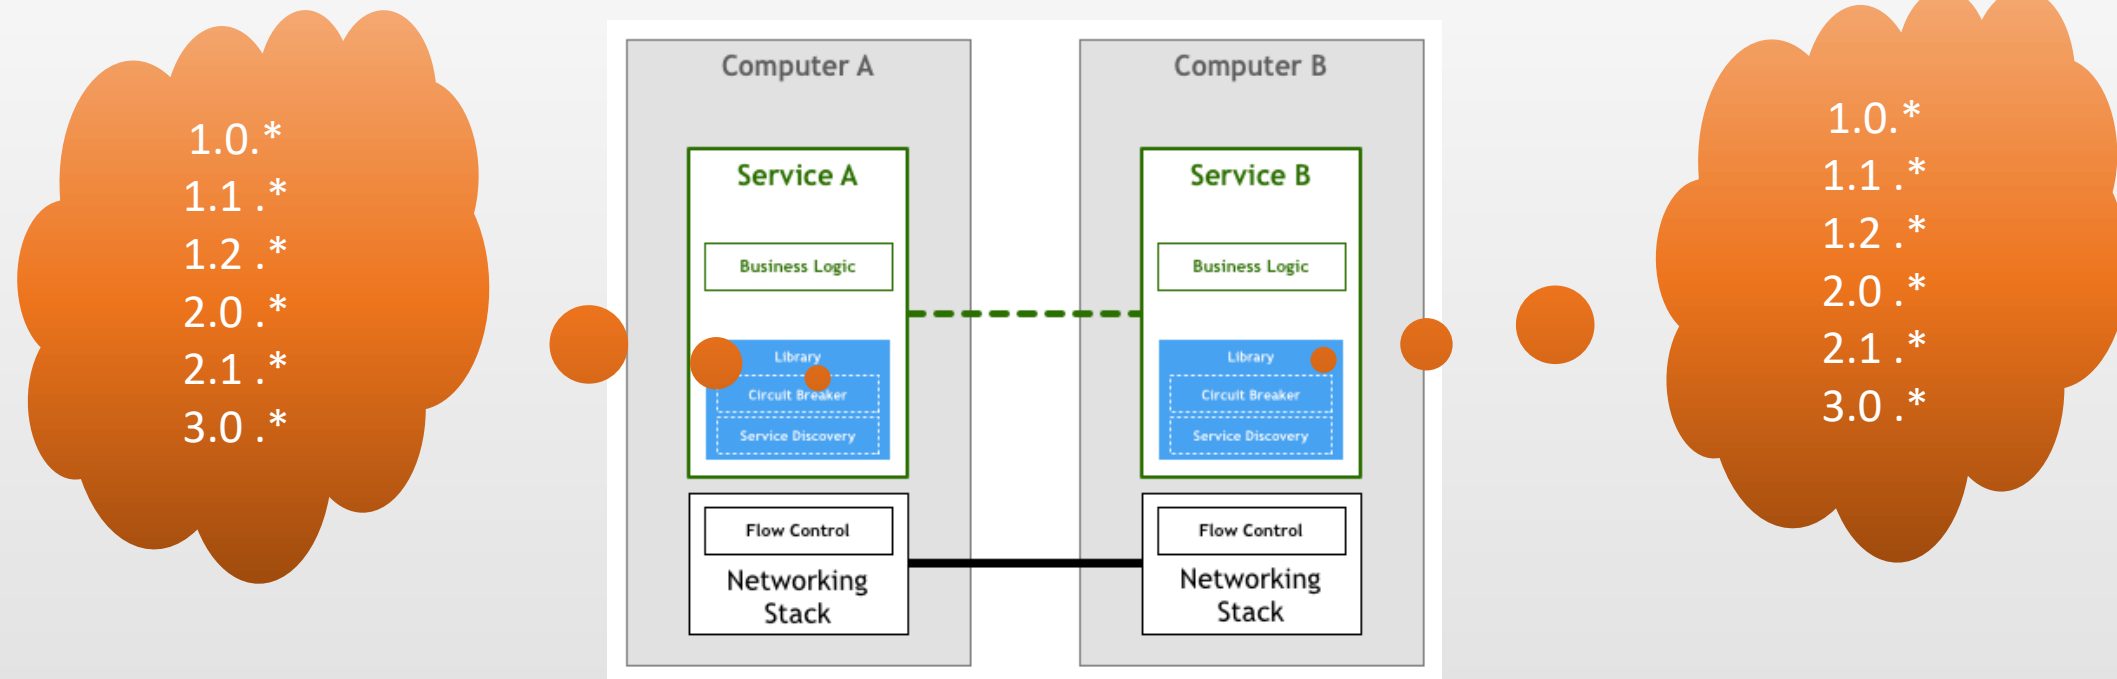 1.0.*
1.1 .*
1.2 .*
2.0 .*
2.1 .*
3.0 .*
Computer A
Service A
Business Logic
Library
Circuit Breaker
Service Discovery
Flow Control
Networking
Stack
Computer B
Service B
Business Logic
Library
Circuit Breaker
Service Discovery
Flow Control
Networking
Stack
1.0.*
1.1 .*
1.2 .*
2.0 .*
2.1 .*
3.0 .*